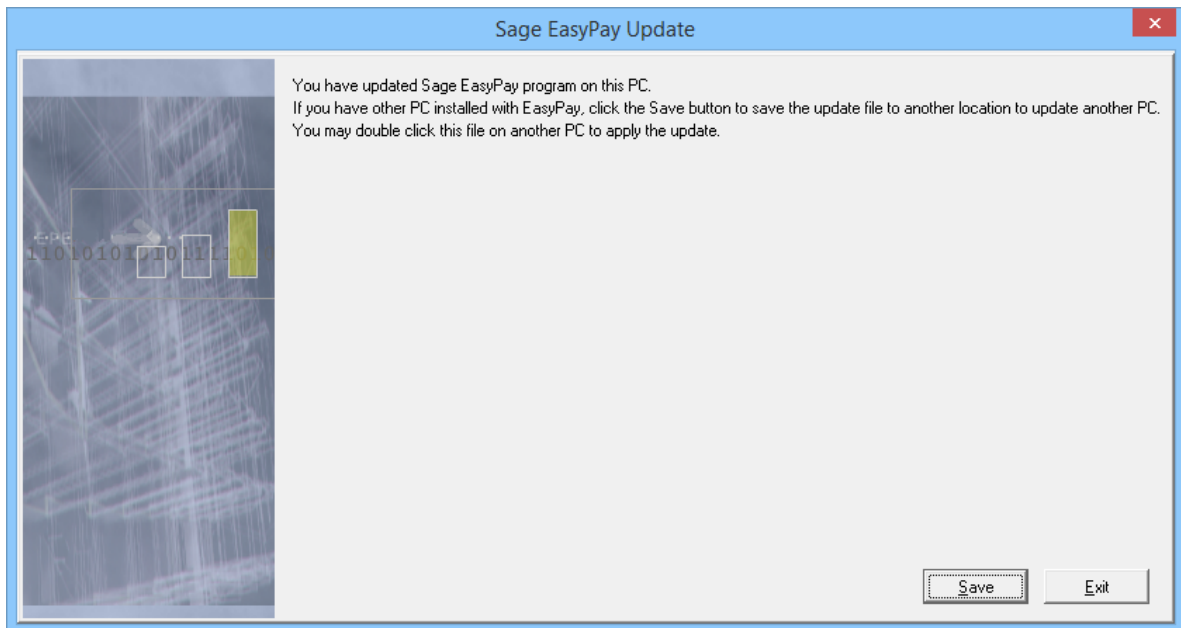 Sage EasyPay Update
You have updated Sage EasyPay program on this PC.
If you have other PC installed with EasyPay, click the Save button to save the update file to another location to update another PC.
You may double click this file on another PC to apply the update.
Save
Exit